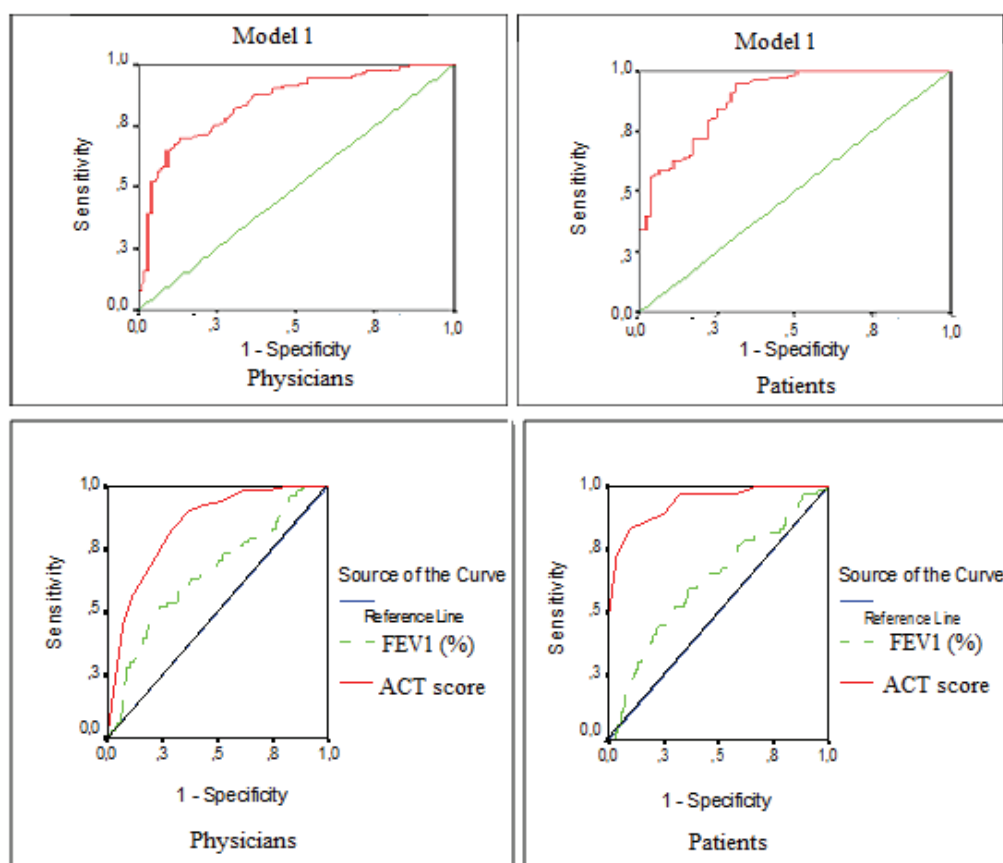 Model 1
1,0
,8
,5
,3
0,0
Sensitivity
0,0 ,3 ,5 ,8 1,0
1 - Specificity
Physicians
Model 1
1,0
,8
,5
,3
0,0
Sensitivity
0,0 ,3 ,5 ,8 1,0
1 - Specificity
Patients
1,0
,8
,5
,3
0,0
Sensitivity
0,0 ,3 ,5 ,8 1,0
1 - Specificity
Physicians
Source of the Curve
Reference Line
FEV1 (%)
ACT score
1,0
,8
,5
,3
0,0
Sensitivity
0,0 ,3 ,5 ,8 1,0
1 - Specificity
Patients
Source of the Curve
Reference Line
FEV1 (%)
ACT score